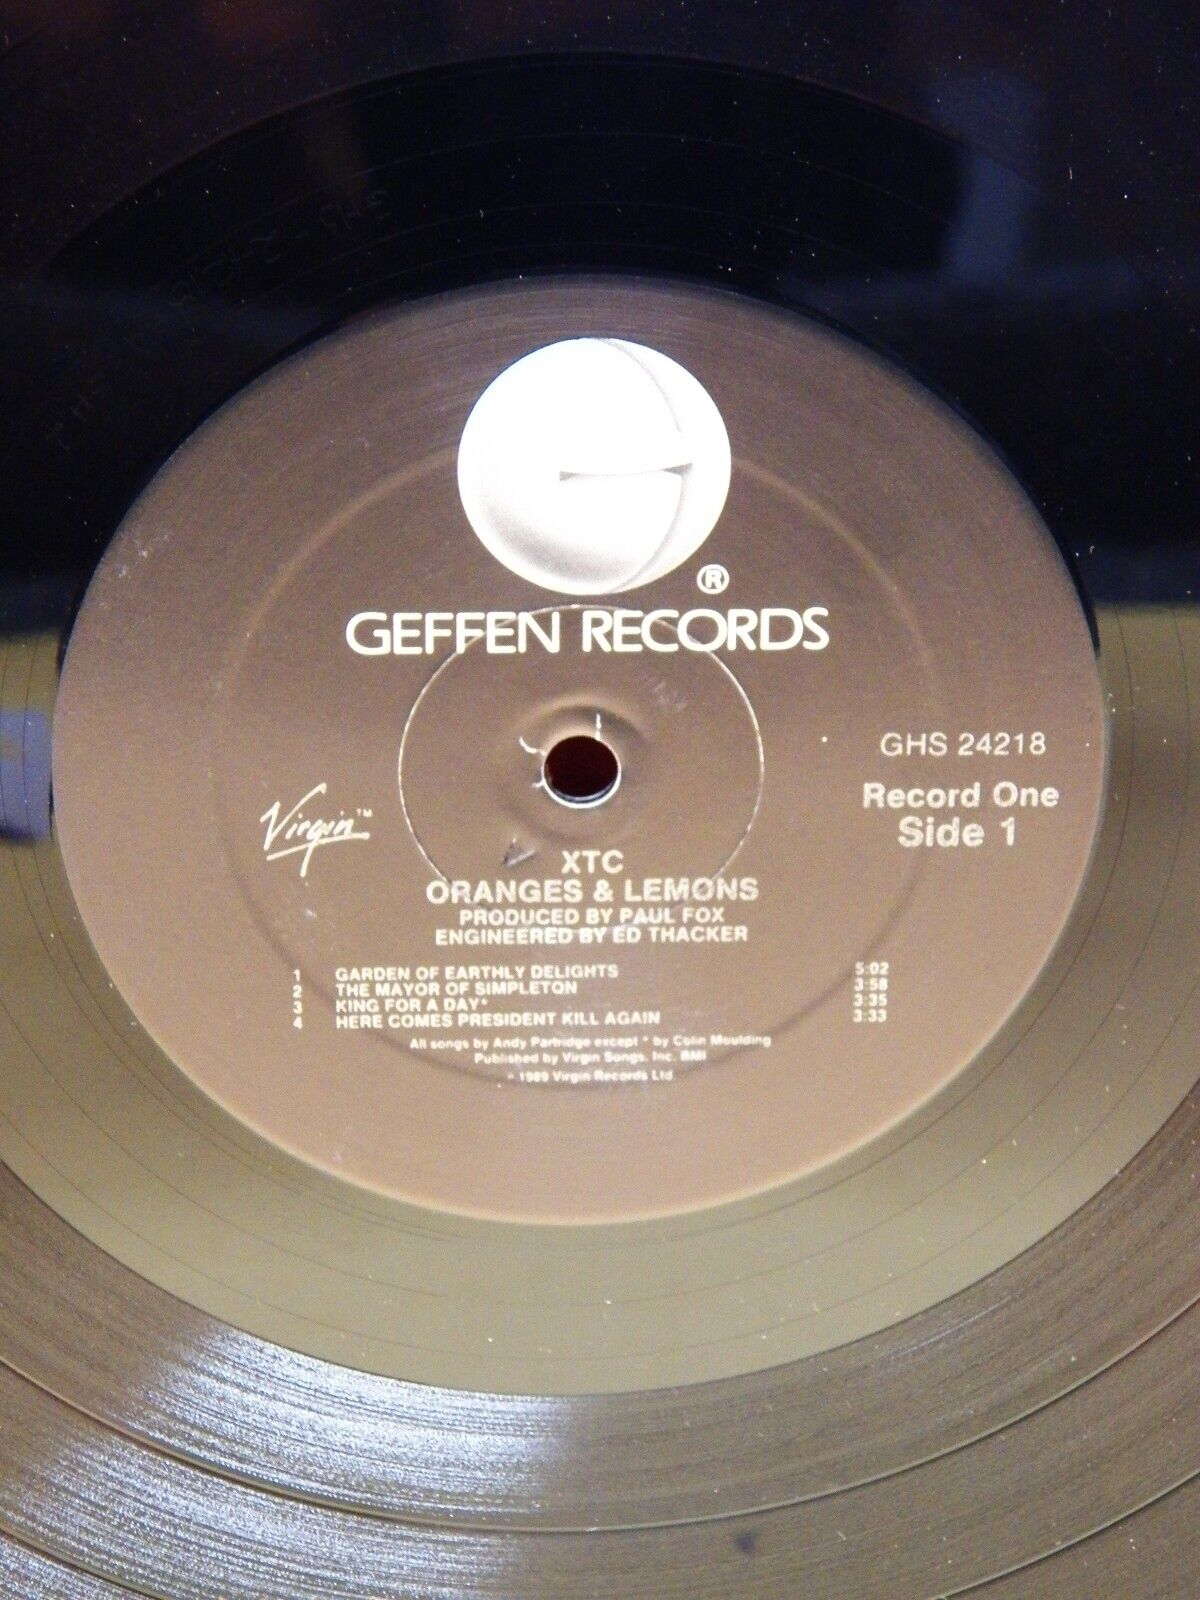 ®
GEFFEN RECORDS
GHS 24218
Record One
Side 1
Virgin™
XTC
ORANGES & LEMONS
PRODUCED BY PAUL FOX
ENGINEERED BY ED THACKER
1 GARDEN OF EARTHLY DELIGHTS 5:02
2 THE MAYOR OF SIMPLETON 3:58
3 KING FOR A DAY* 3:35
4 HERE COMES PRESIDENT KILL AGAIN 3:33
All songs by Andy Partridge except * by Colin Moulding
Published by Virgin Songs, Inc. BMI
1989 Virgin Records Ltd